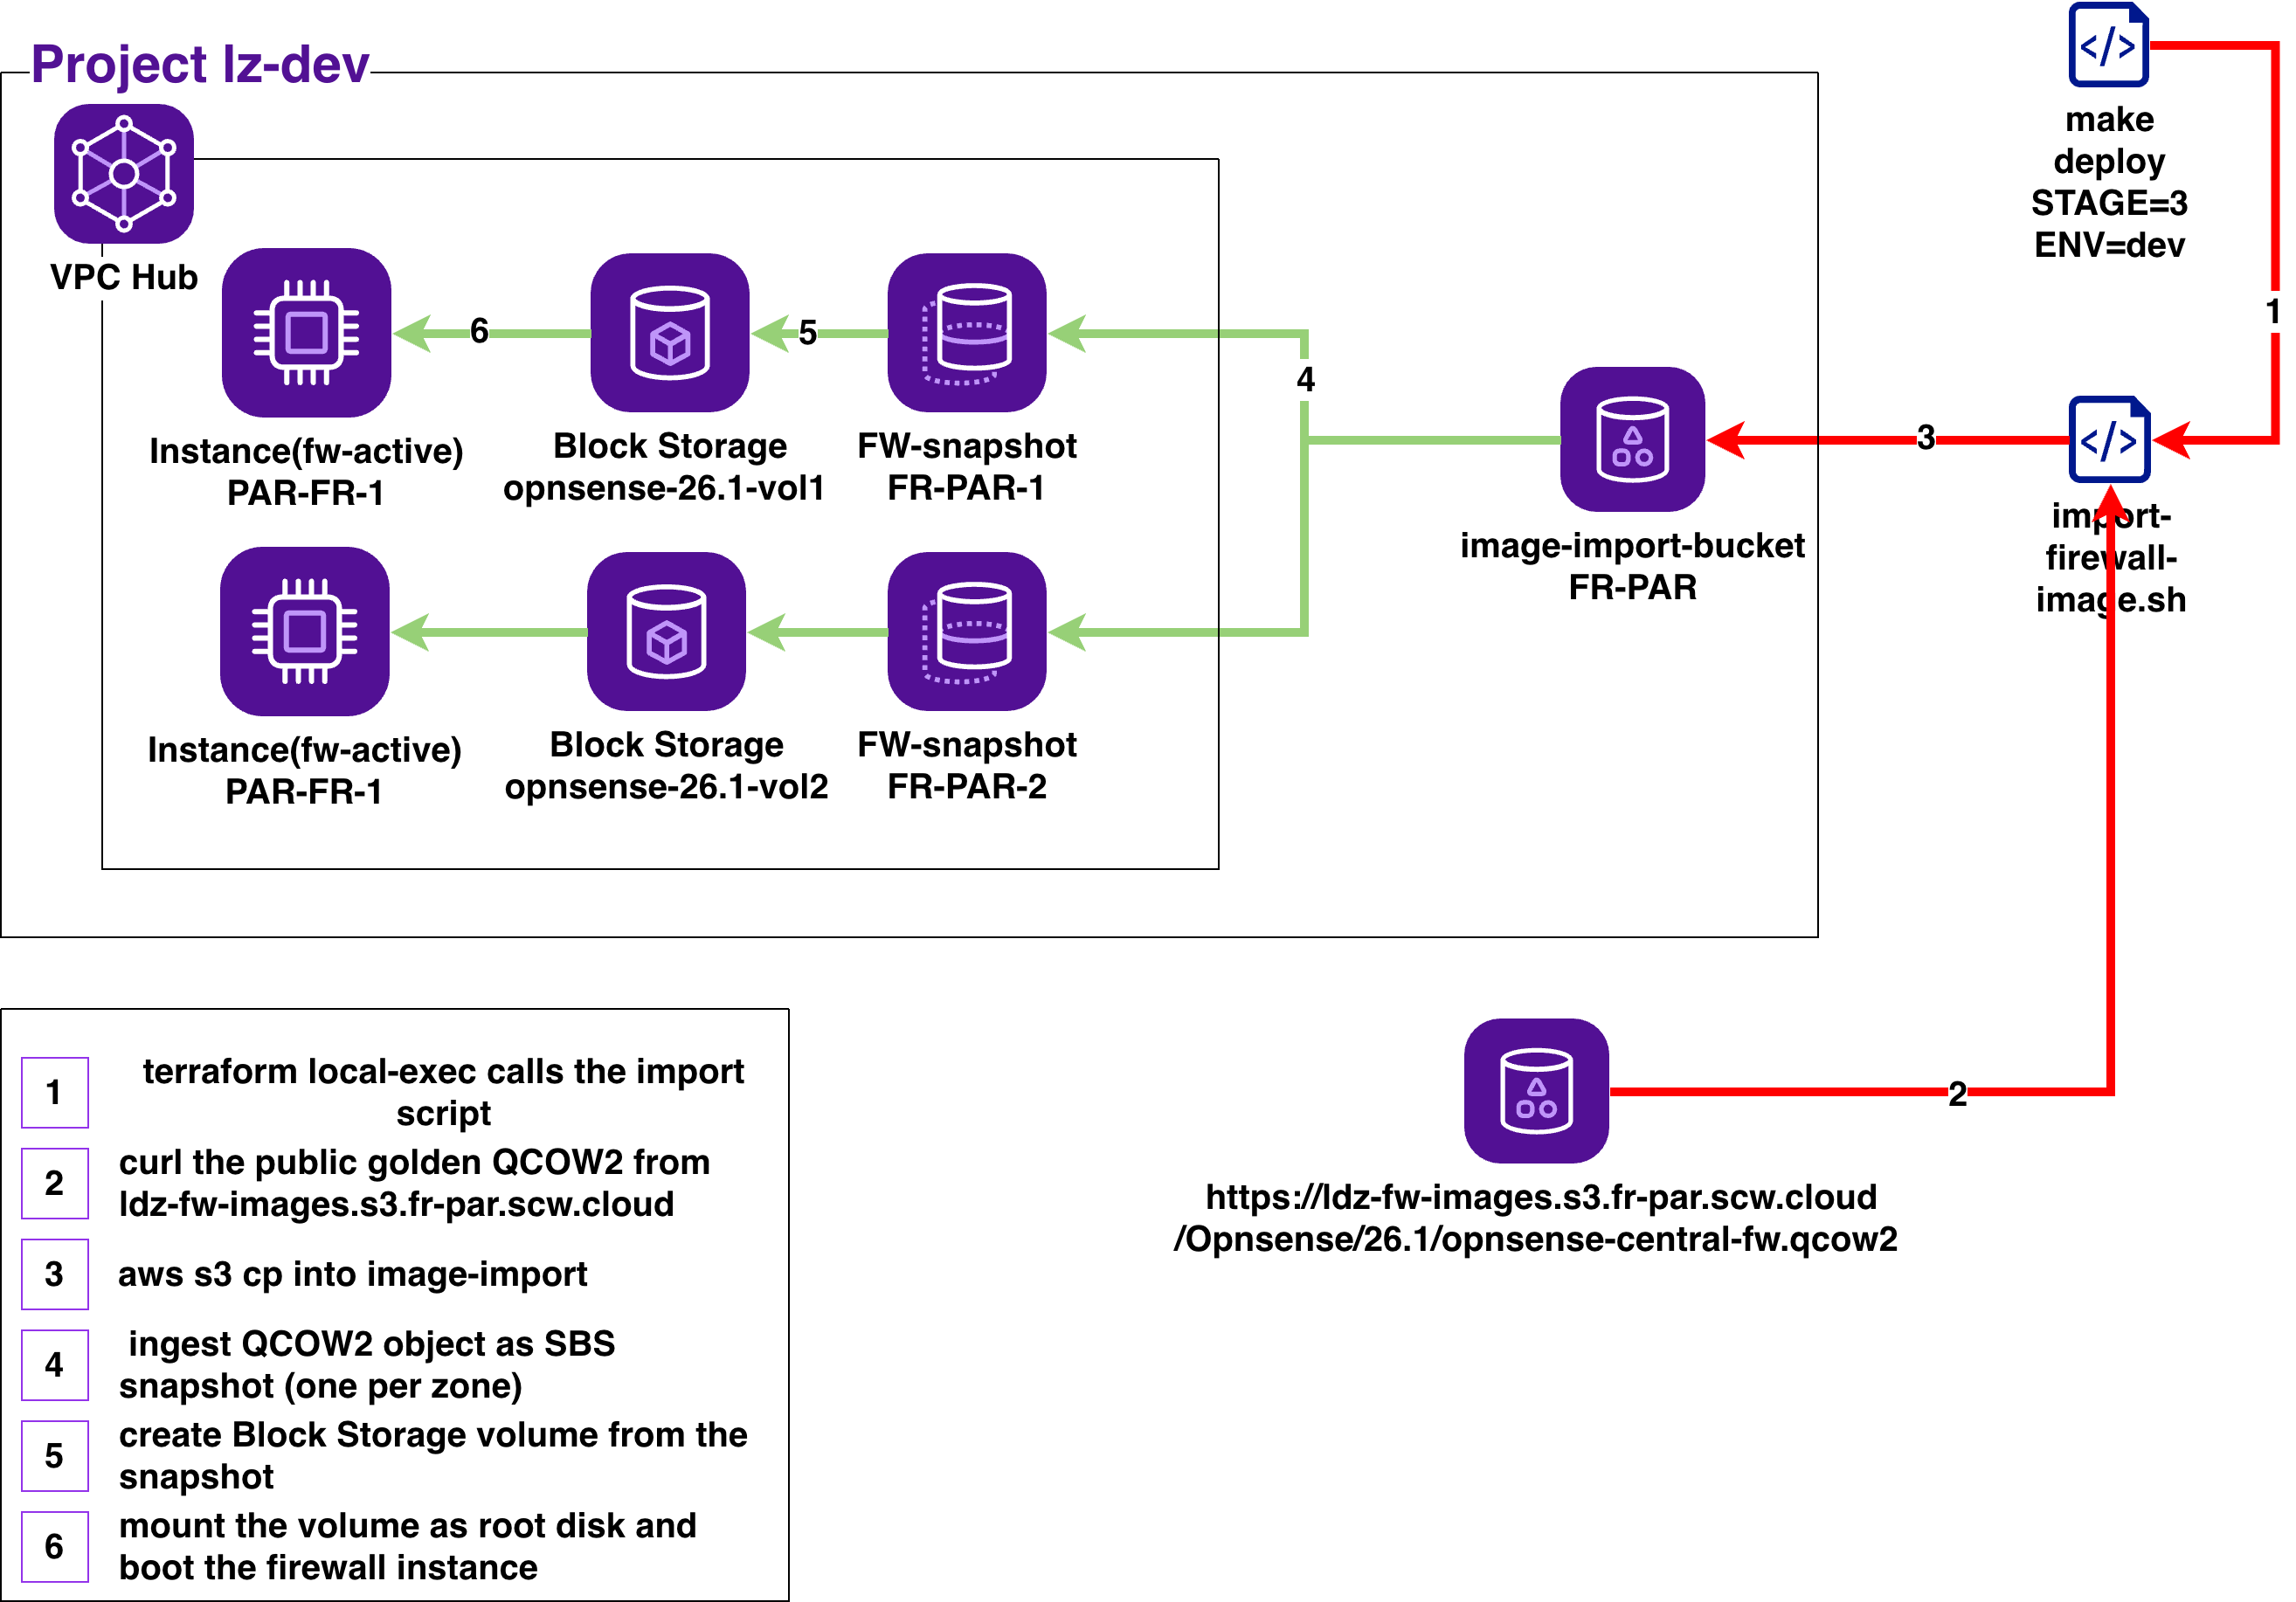 Project lz-dev
VPC Hub
make
deploy
STAGE=3
ENV=dev
1
6
5
4
3
Instance(fw-active)
PAR-FR-1
Block Storage
opnsense-26.1-vol1
FW-snapshot
FR-PAR-1
image-import-bucket
FR-PAR
import-
firewall-
image.sh
Instance(fw-active)
PAR-FR-1
Block Storage
opnsense-26.1-vol2
FW-snapshot
FR-PAR-2
2
https://ldz-fw-images.s3.fr-par.scw.cloud
/Opnsense/26.1/opnsense-central-fw.qcow2
1
terraform local-exec calls the import
script
2
curl the public golden QCOW2 from
ldz-fw-images.s3.fr-par.scw.cloud
3
aws s3 cp into image-import
4
ingest QCOW2 object as SBS
snapshot (one per zone)
5
create Block Storage volume from the
snapshot
6
mount the volume as root disk and
boot the firewall instance